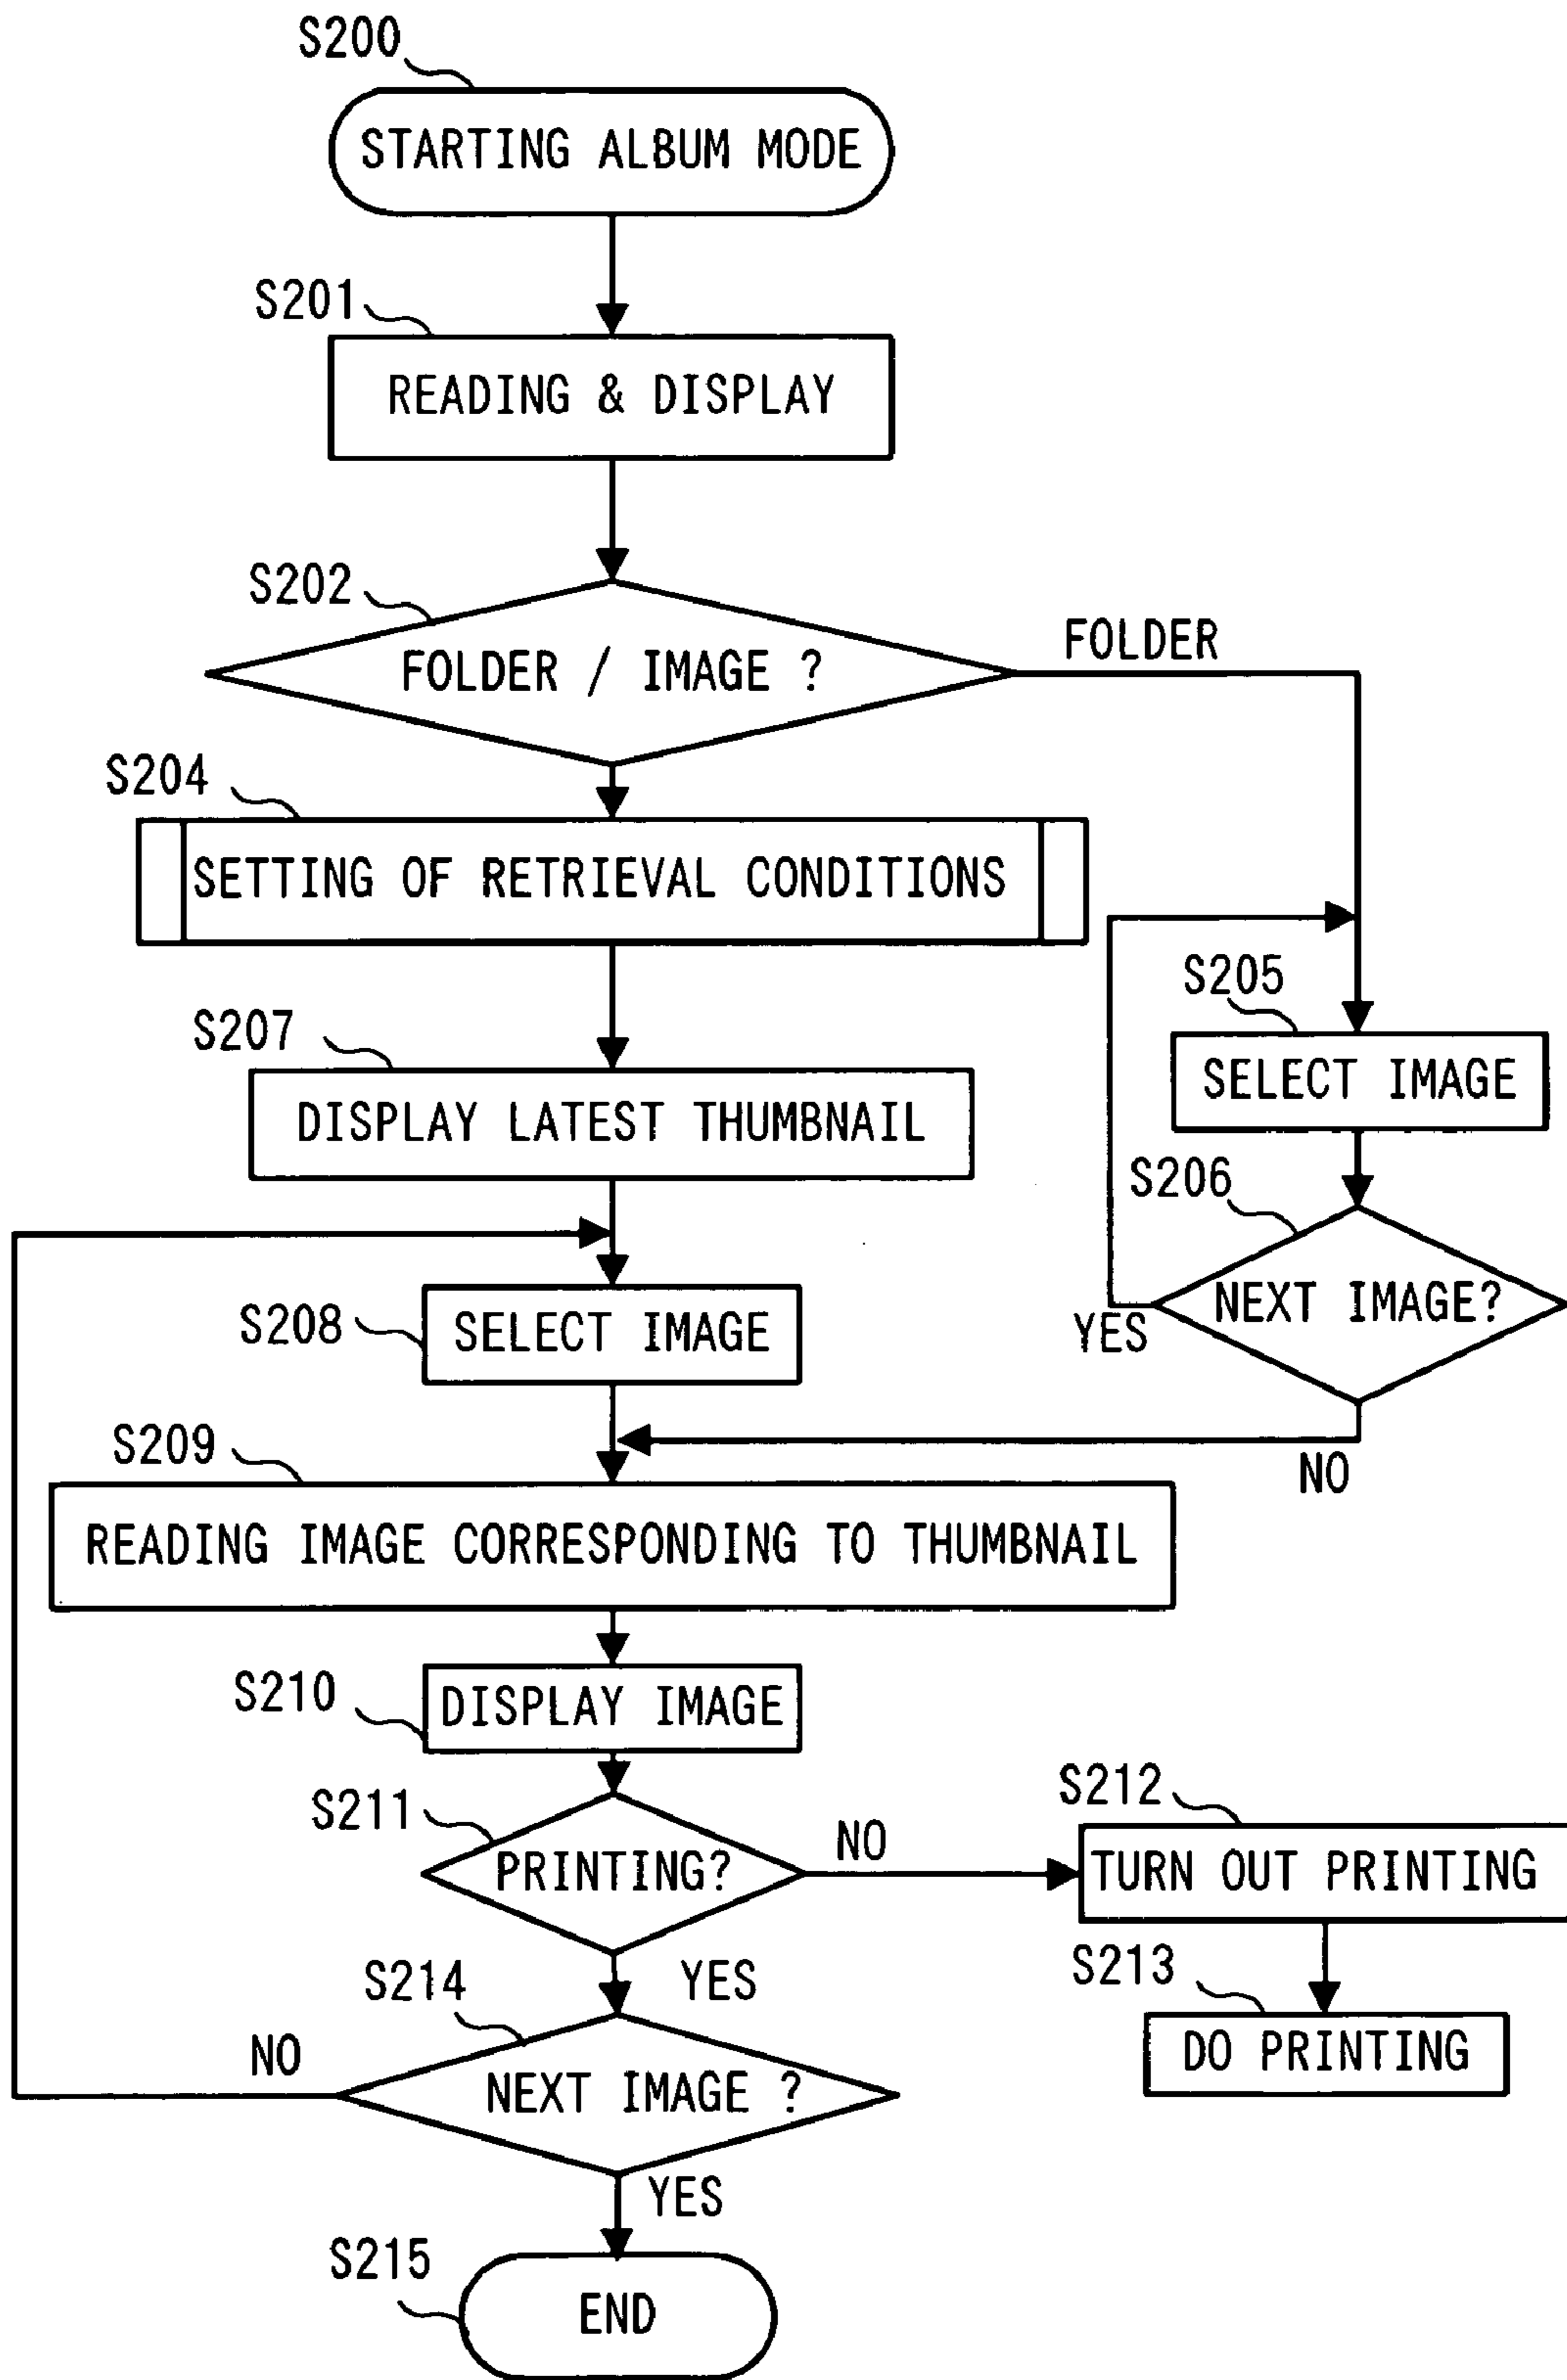 S200
STARTING ALBUM MODE
S201
READING & DISPLAY
S202
FOLDER / IMAGE ?
FOLDER
S204
SETTING OF RETRIEVAL CONDITIONS
S205
SELECT IMAGE
S207
DISPLAY LATEST THUMBNAIL
S206
NEXT IMAGE?
YES
NO
S208
SELECT IMAGE
S209
READING IMAGE CORRESPONDING TO THUMBNAIL
S210
DISPLAY IMAGE
S211
PRINTING?
NO
S212
TURN OUT PRINTING
S213
DO PRINTING
YES
S214
NEXT IMAGE ?
NO
YES
S215
END